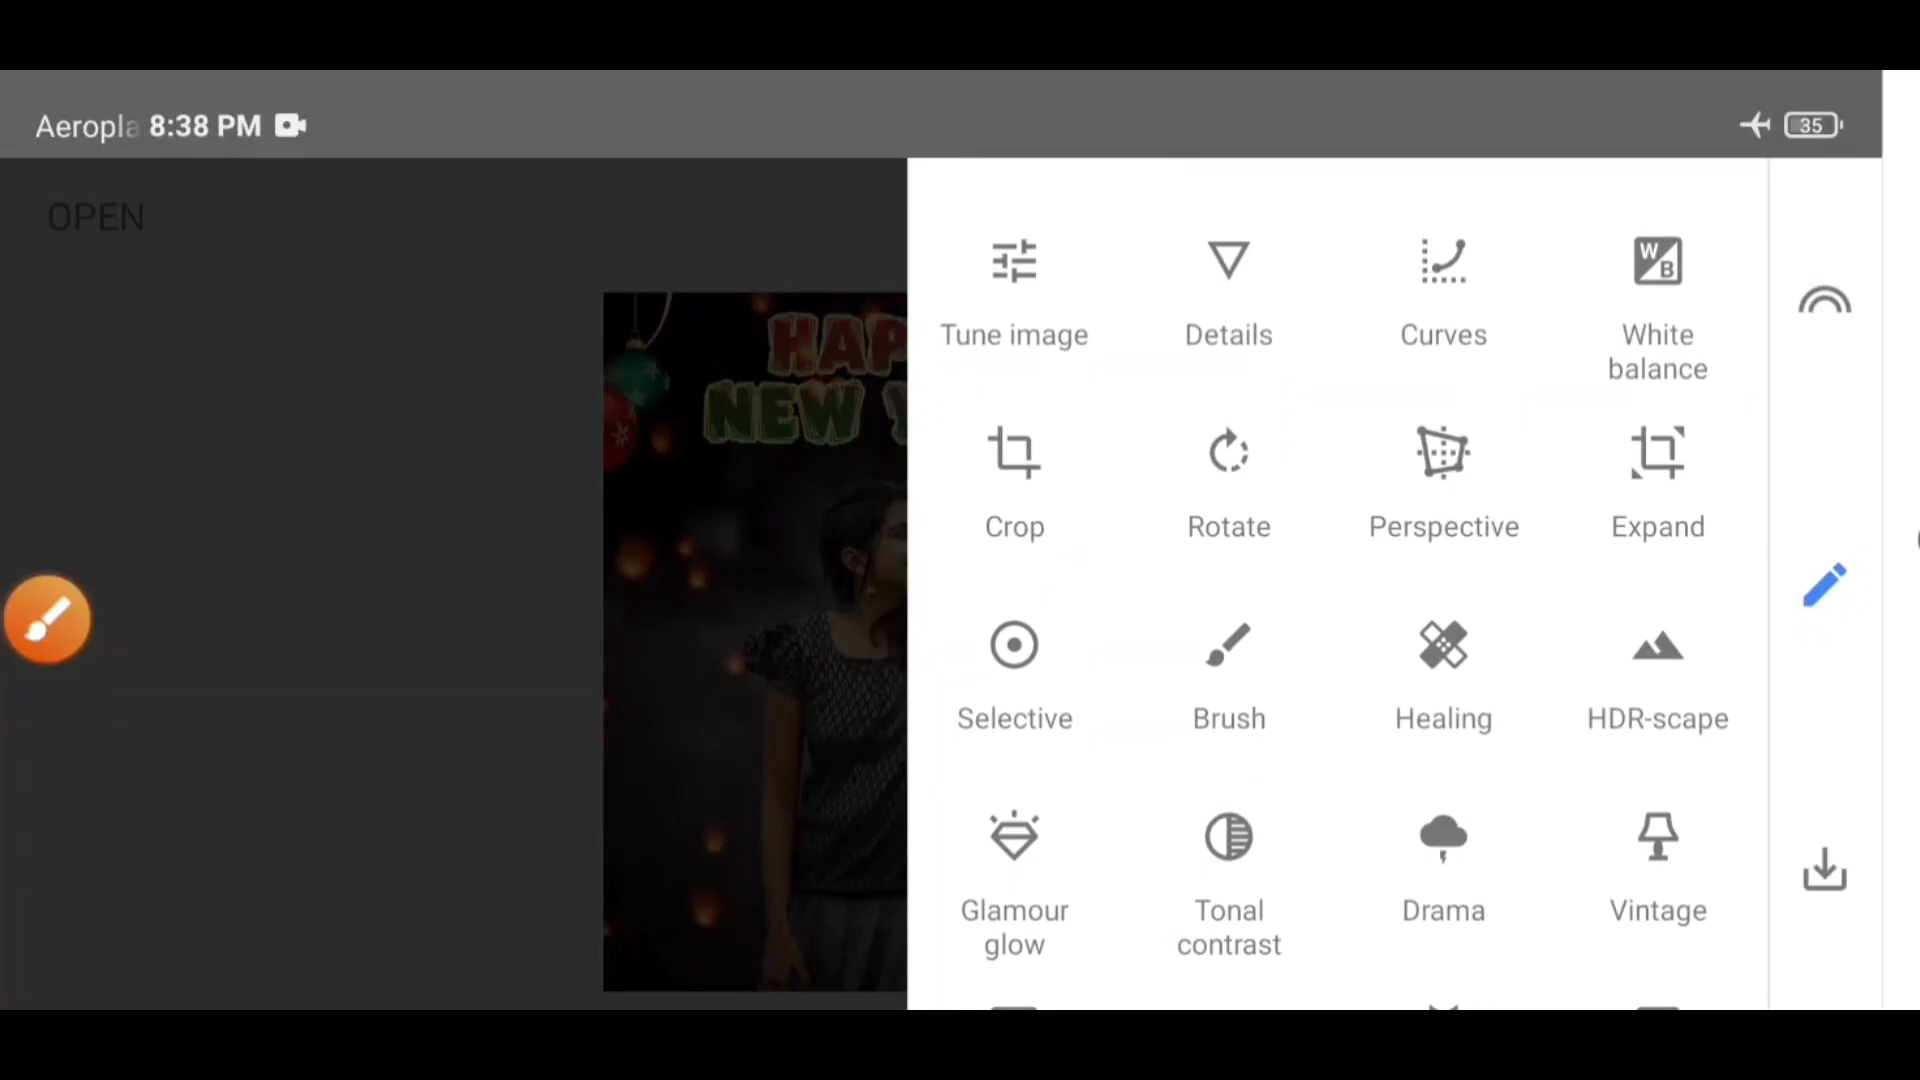 Aeropla 8:38 PM
35
OPEN
HAP
NEW Y
Tune image
Details
Curves
W
B
White
balance
Crop
Rotate
Perspective
Expand
Selective
Brush
Healing
HDR-scape
Glamour
glow
Tonal
contrast
Drama
Vintage